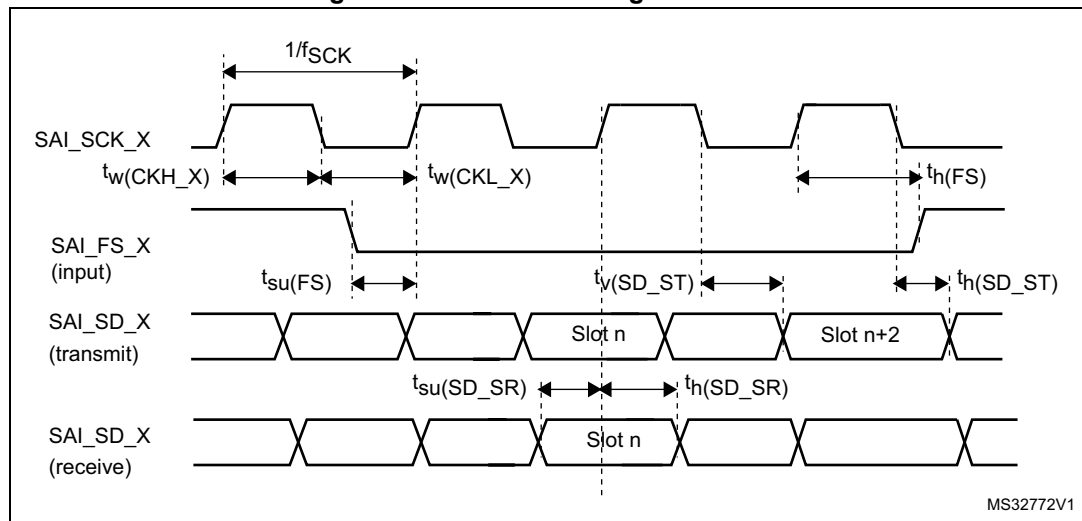 1/fSCK
SAI_SCK_X
tw(CKH_X)
tw(CKL_X)
th(FS)
SAI_FS_X
(input)
tsu(FS)
tv(SD_ST)
th(SD_ST)
SAI_SD_X
(transmit)
Slot n
Slot n+2
tsu(SD_SR)
th(SD_SR)
SAI_SD_X
(receive)
Slot n
MS32772V1